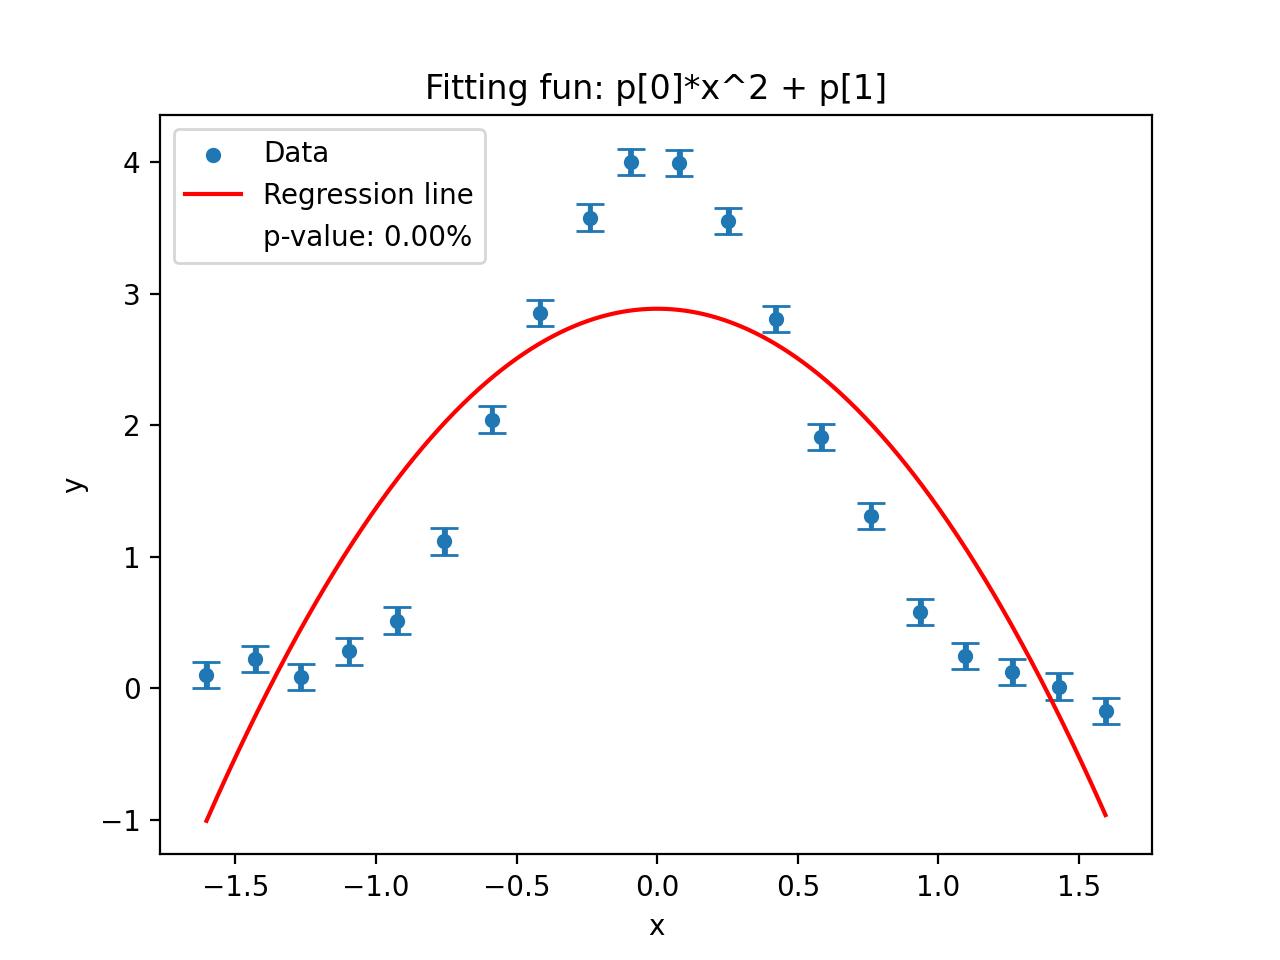 Fitting fun: p[0]*x^2 + p[1]
Data
Regression line
p-value: 0.00%
4
3
2
1
0
−1
y
−1.5
−1.0
−0.5
0.0
0.5
1.0
1.5
x